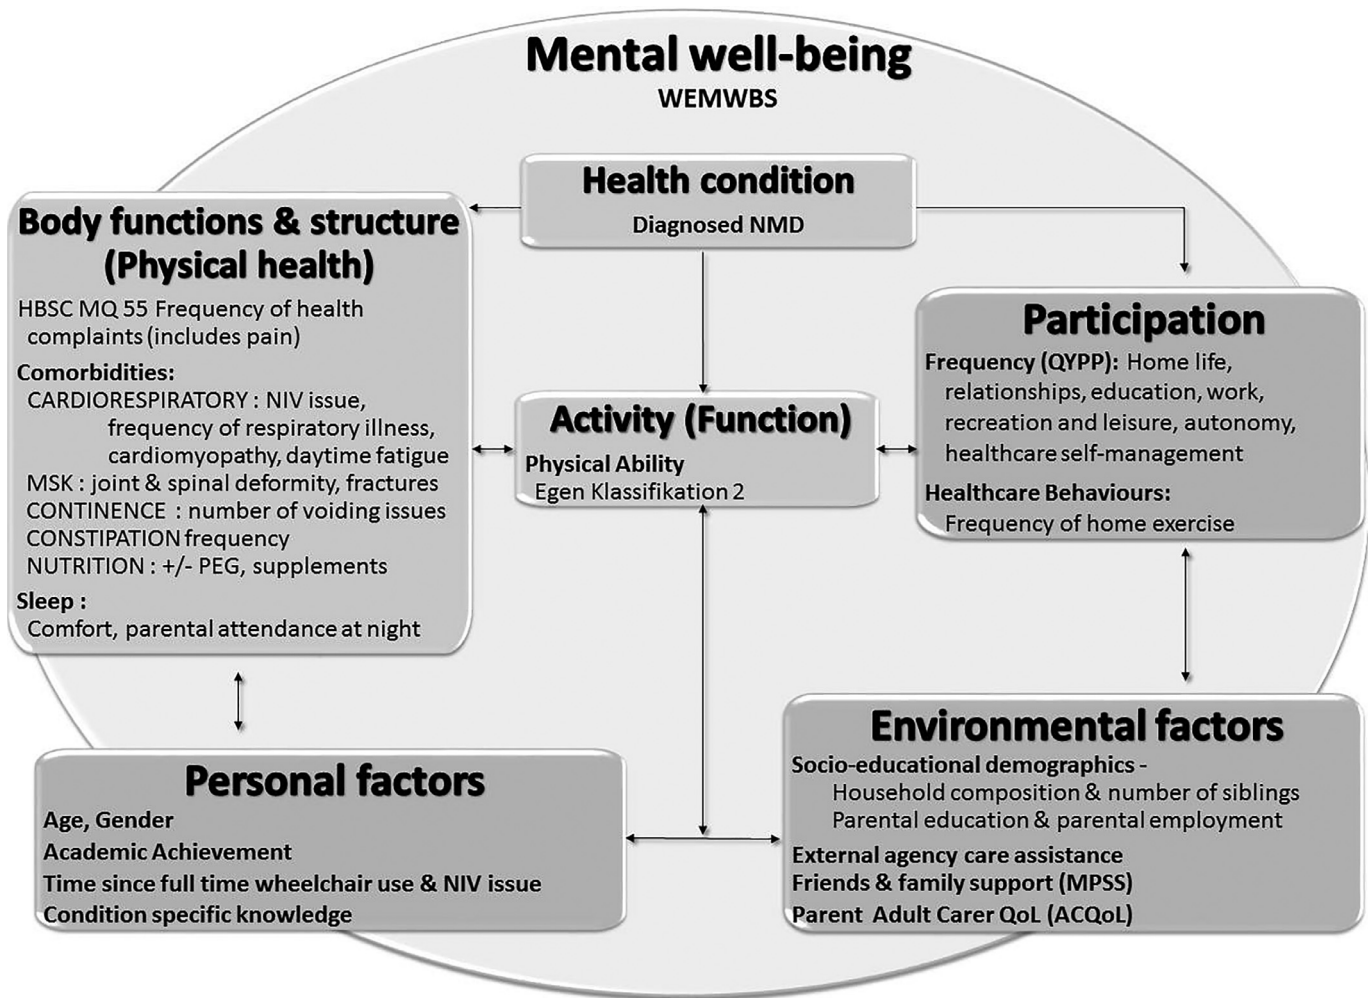 Mental well-being
WEMWBS
Health condition
Diagnosed NMD
Body functions & structure
(Physical health)
HBSC MQ 55 Frequency of health
complaints (includes pain)
Comorbidities:
CARDIORESPIRATORY : NIV issue,
frequency of respiratory illness,
cardiomyopathy, daytime fatigue
MSK : joint & spinal deformity, fractures
CONTINENCE : number of voiding issues
CONSTIPATION frequency
NUTRITION : +/- PEG, supplements
Sleep :
Comfort, parental attendance at night
Activity (Function)
Physical Ability
Egen Klassifikation 2
Participation
Frequency (QYPP): Home life,
relationships, education, work,
recreation and leisure, autonomy,
healthcare self-management
Healthcare Behaviours:
Frequency of home exercise
Personal factors
Age, Gender
Academic Achievement
Time since full time wheelchair use & NIV issue
Condition specific knowledge
Environmental factors
Socio-educational demographics -
Household composition & number of siblings
Parental education & parental employment
External agency care assistance
Friends & family support (MPSS)
Parent Adult Carer QoL (ACQoL)